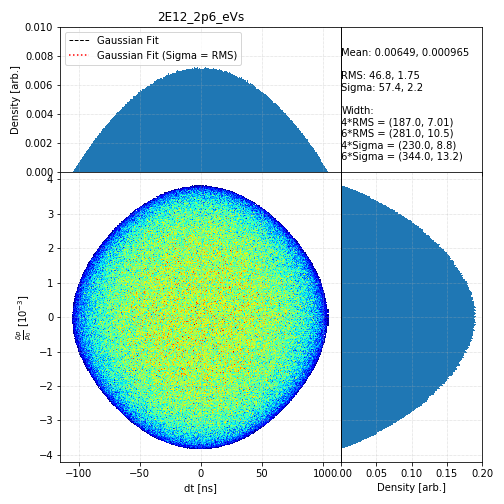 2E12_2p6_eVs
Density [arb.]
0.010
0.008
0.006
0.004
0.002
0.000
Gaussian Fit
Gaussian Fit (Sigma = RMS)
Mean: 0.00649, 0.000965
RMS: 46.8, 1.75
Sigma: 57.4, 2.2
Width:
4*RMS = (187.0, 7.01)
6*RMS = (281.0, 10.5)
4*Sigma = (230.0, 8.8)
6*Sigma = (344.0, 13.2)
δp/p₀ [10⁻³]
4
3
2
1
0
−1
−2
−3
−4
−100 −50 0 50 100
dt [ns]
0.00 0.05 0.10 0.15 0.20
Density [arb.]